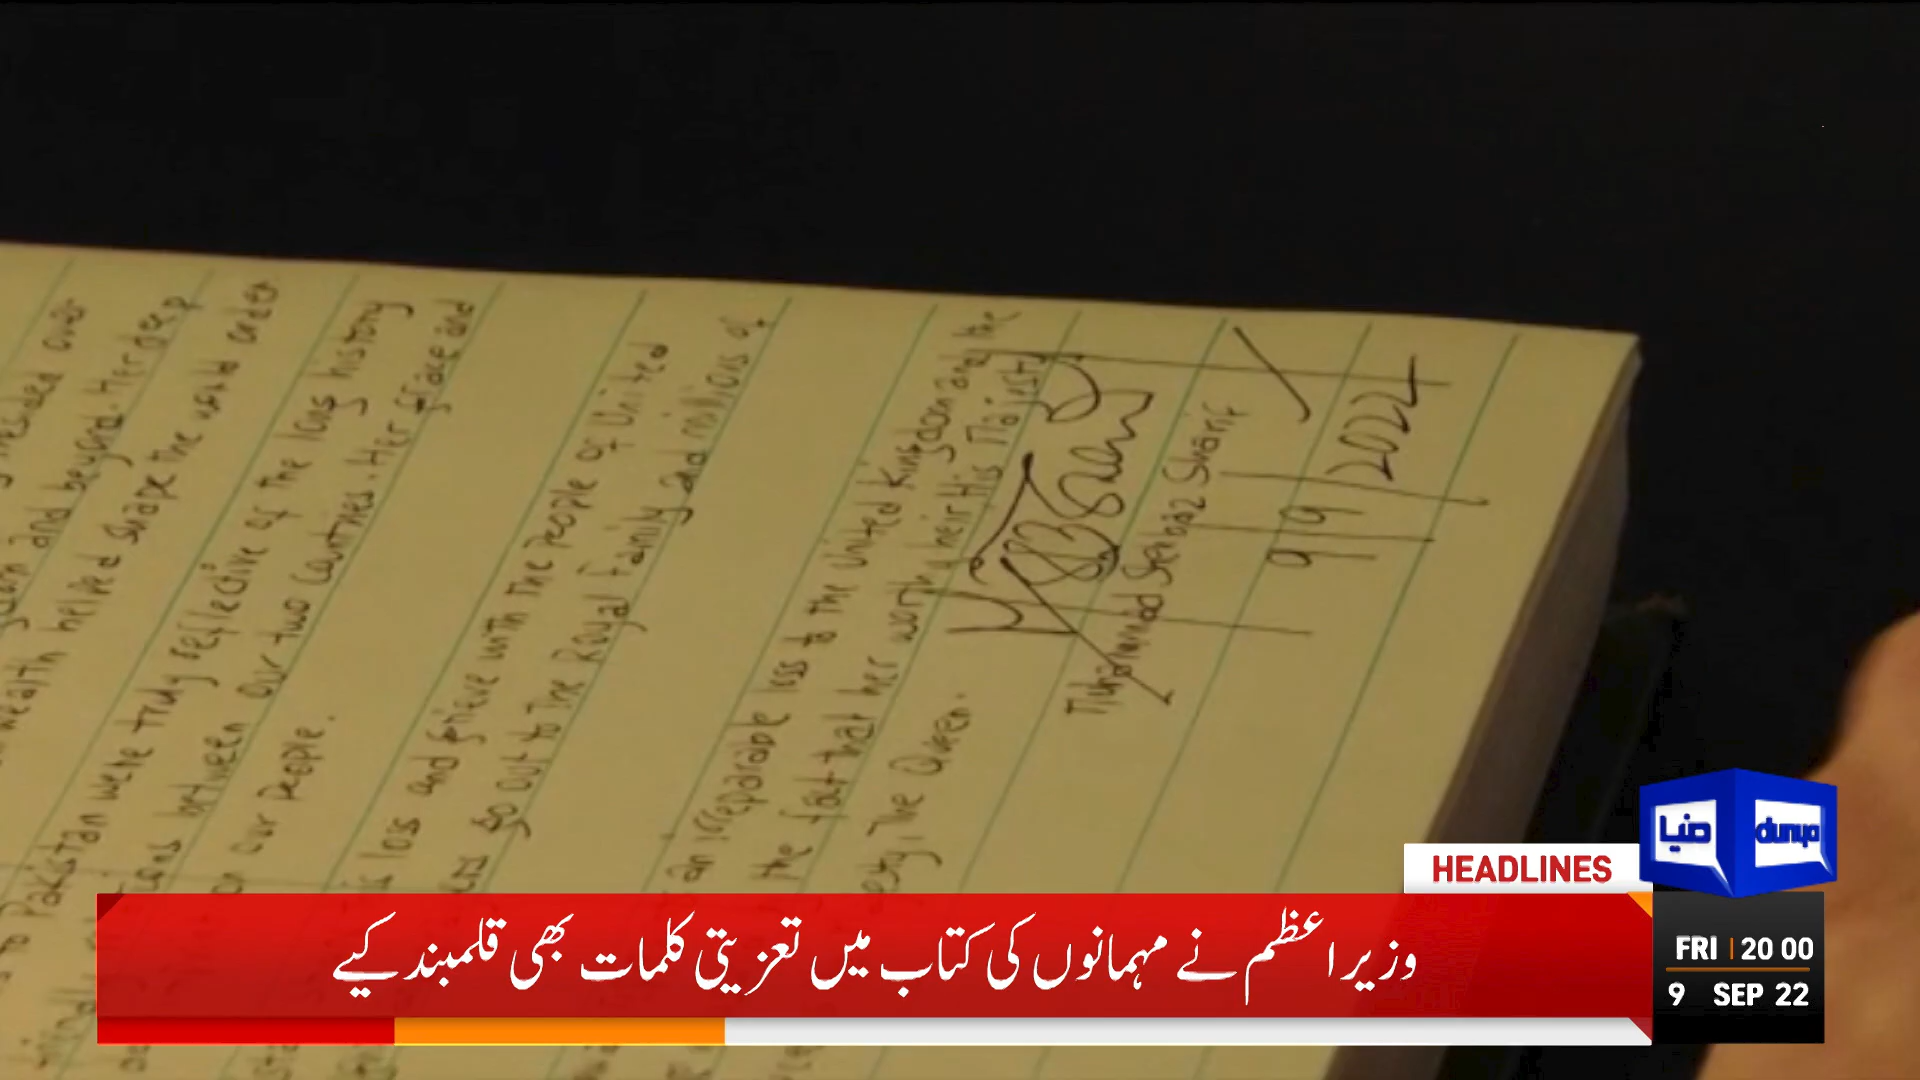 over
and beyond. Her deep
wealth helped shape the world order
Pakistan were truly reflective of the long history
between our two countries. Her grace and
our people.
loss and grieve with the people of United
go out to the Royal Family and millions of
an irreparable loss to the United Kingdom and the
the fact that her worthy heir His Majesty
The Queen.
Muhammad Shehbaz Sharif
9/9/2022
HEADLINES
دنیا
dunya
وزیراعظم نے مہمانوں کی کتاب میں تعزیتی کلمات بھی قلمبند کیے
FRI 20 00
9 SEP 22